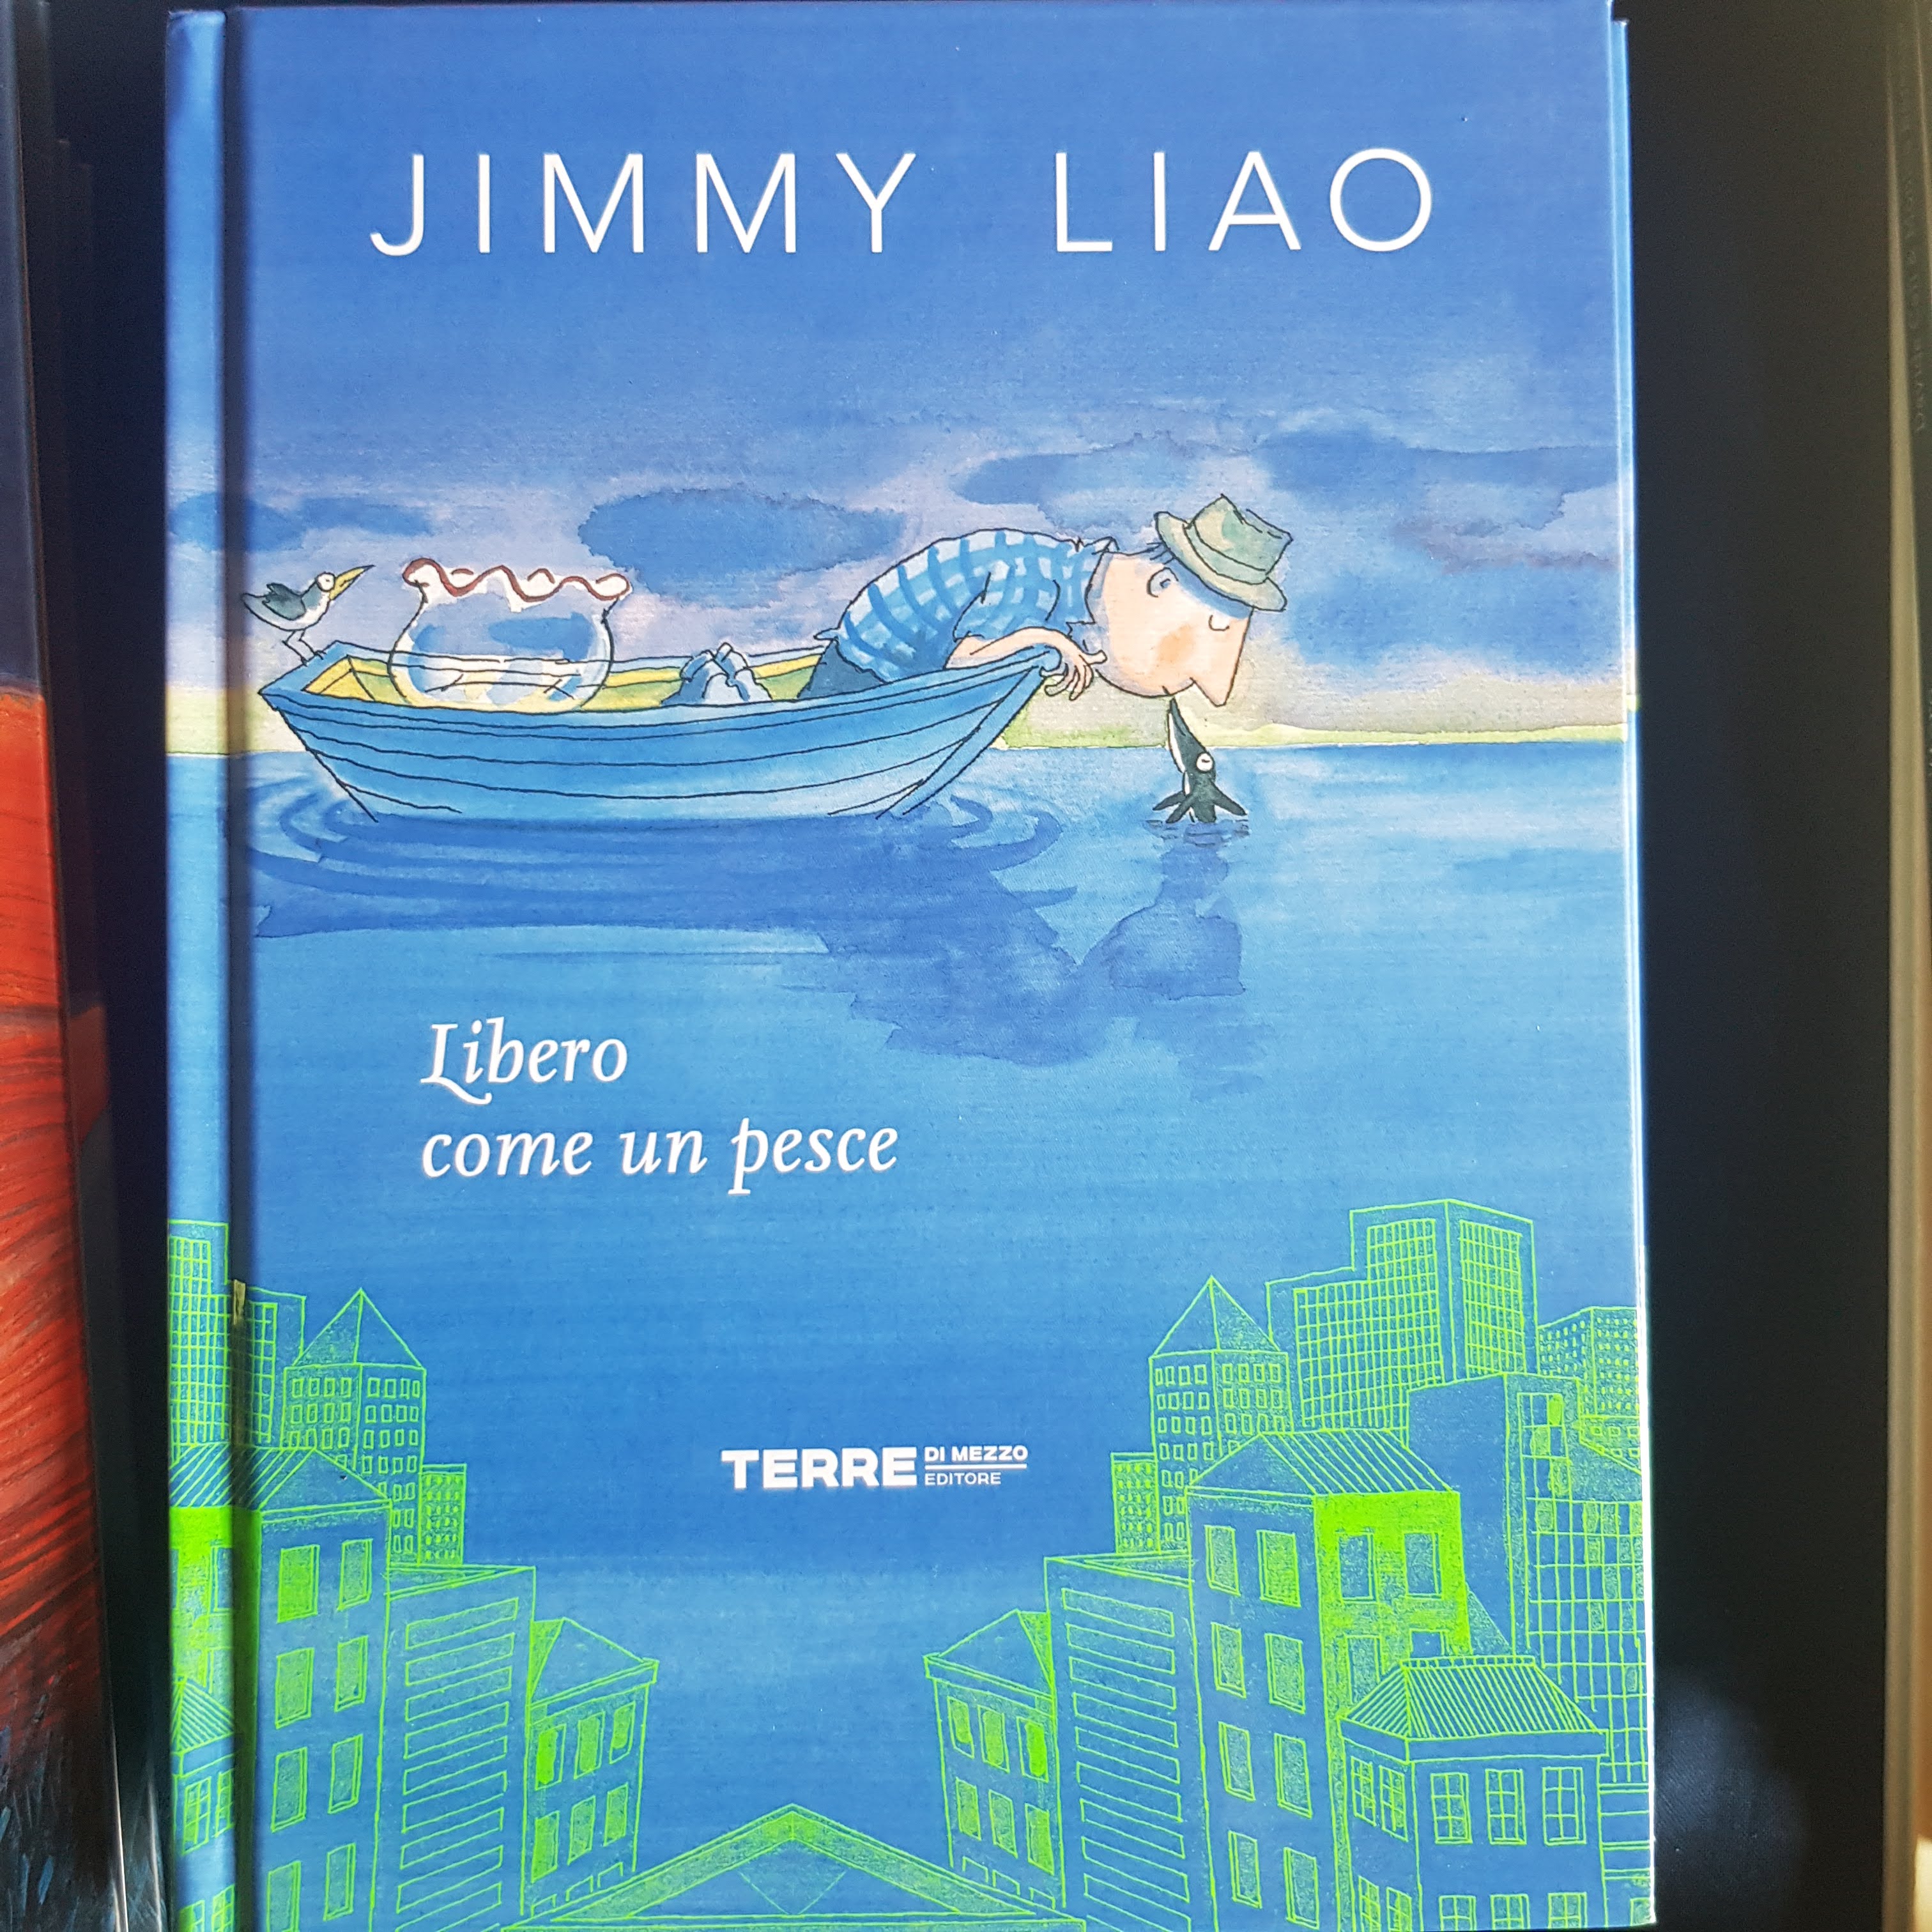 JIMMY LIAO
Libero
come un pesce
TERRE DI MEZZO
EDITORE